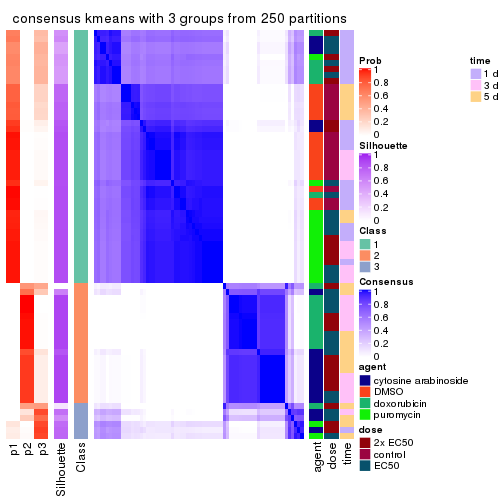 consensus kmeans with 3 groups from 250 partitions
Prob
1
0.8
0.6
0.4
0.2
0
Silhouette
1
0.8
0.6
0.4
0.2
0
Class
1
2
3
Consensus
1
0.8
0.6
0.4
0.2
0
agent
cytosine arabinoside
DMSO
doxorubicin
puromycin
dose
2x EC50
control
EC50
time
1 d
3 d
5 d
p1
p2
p3
Silhouette
Class
agent
dose
time